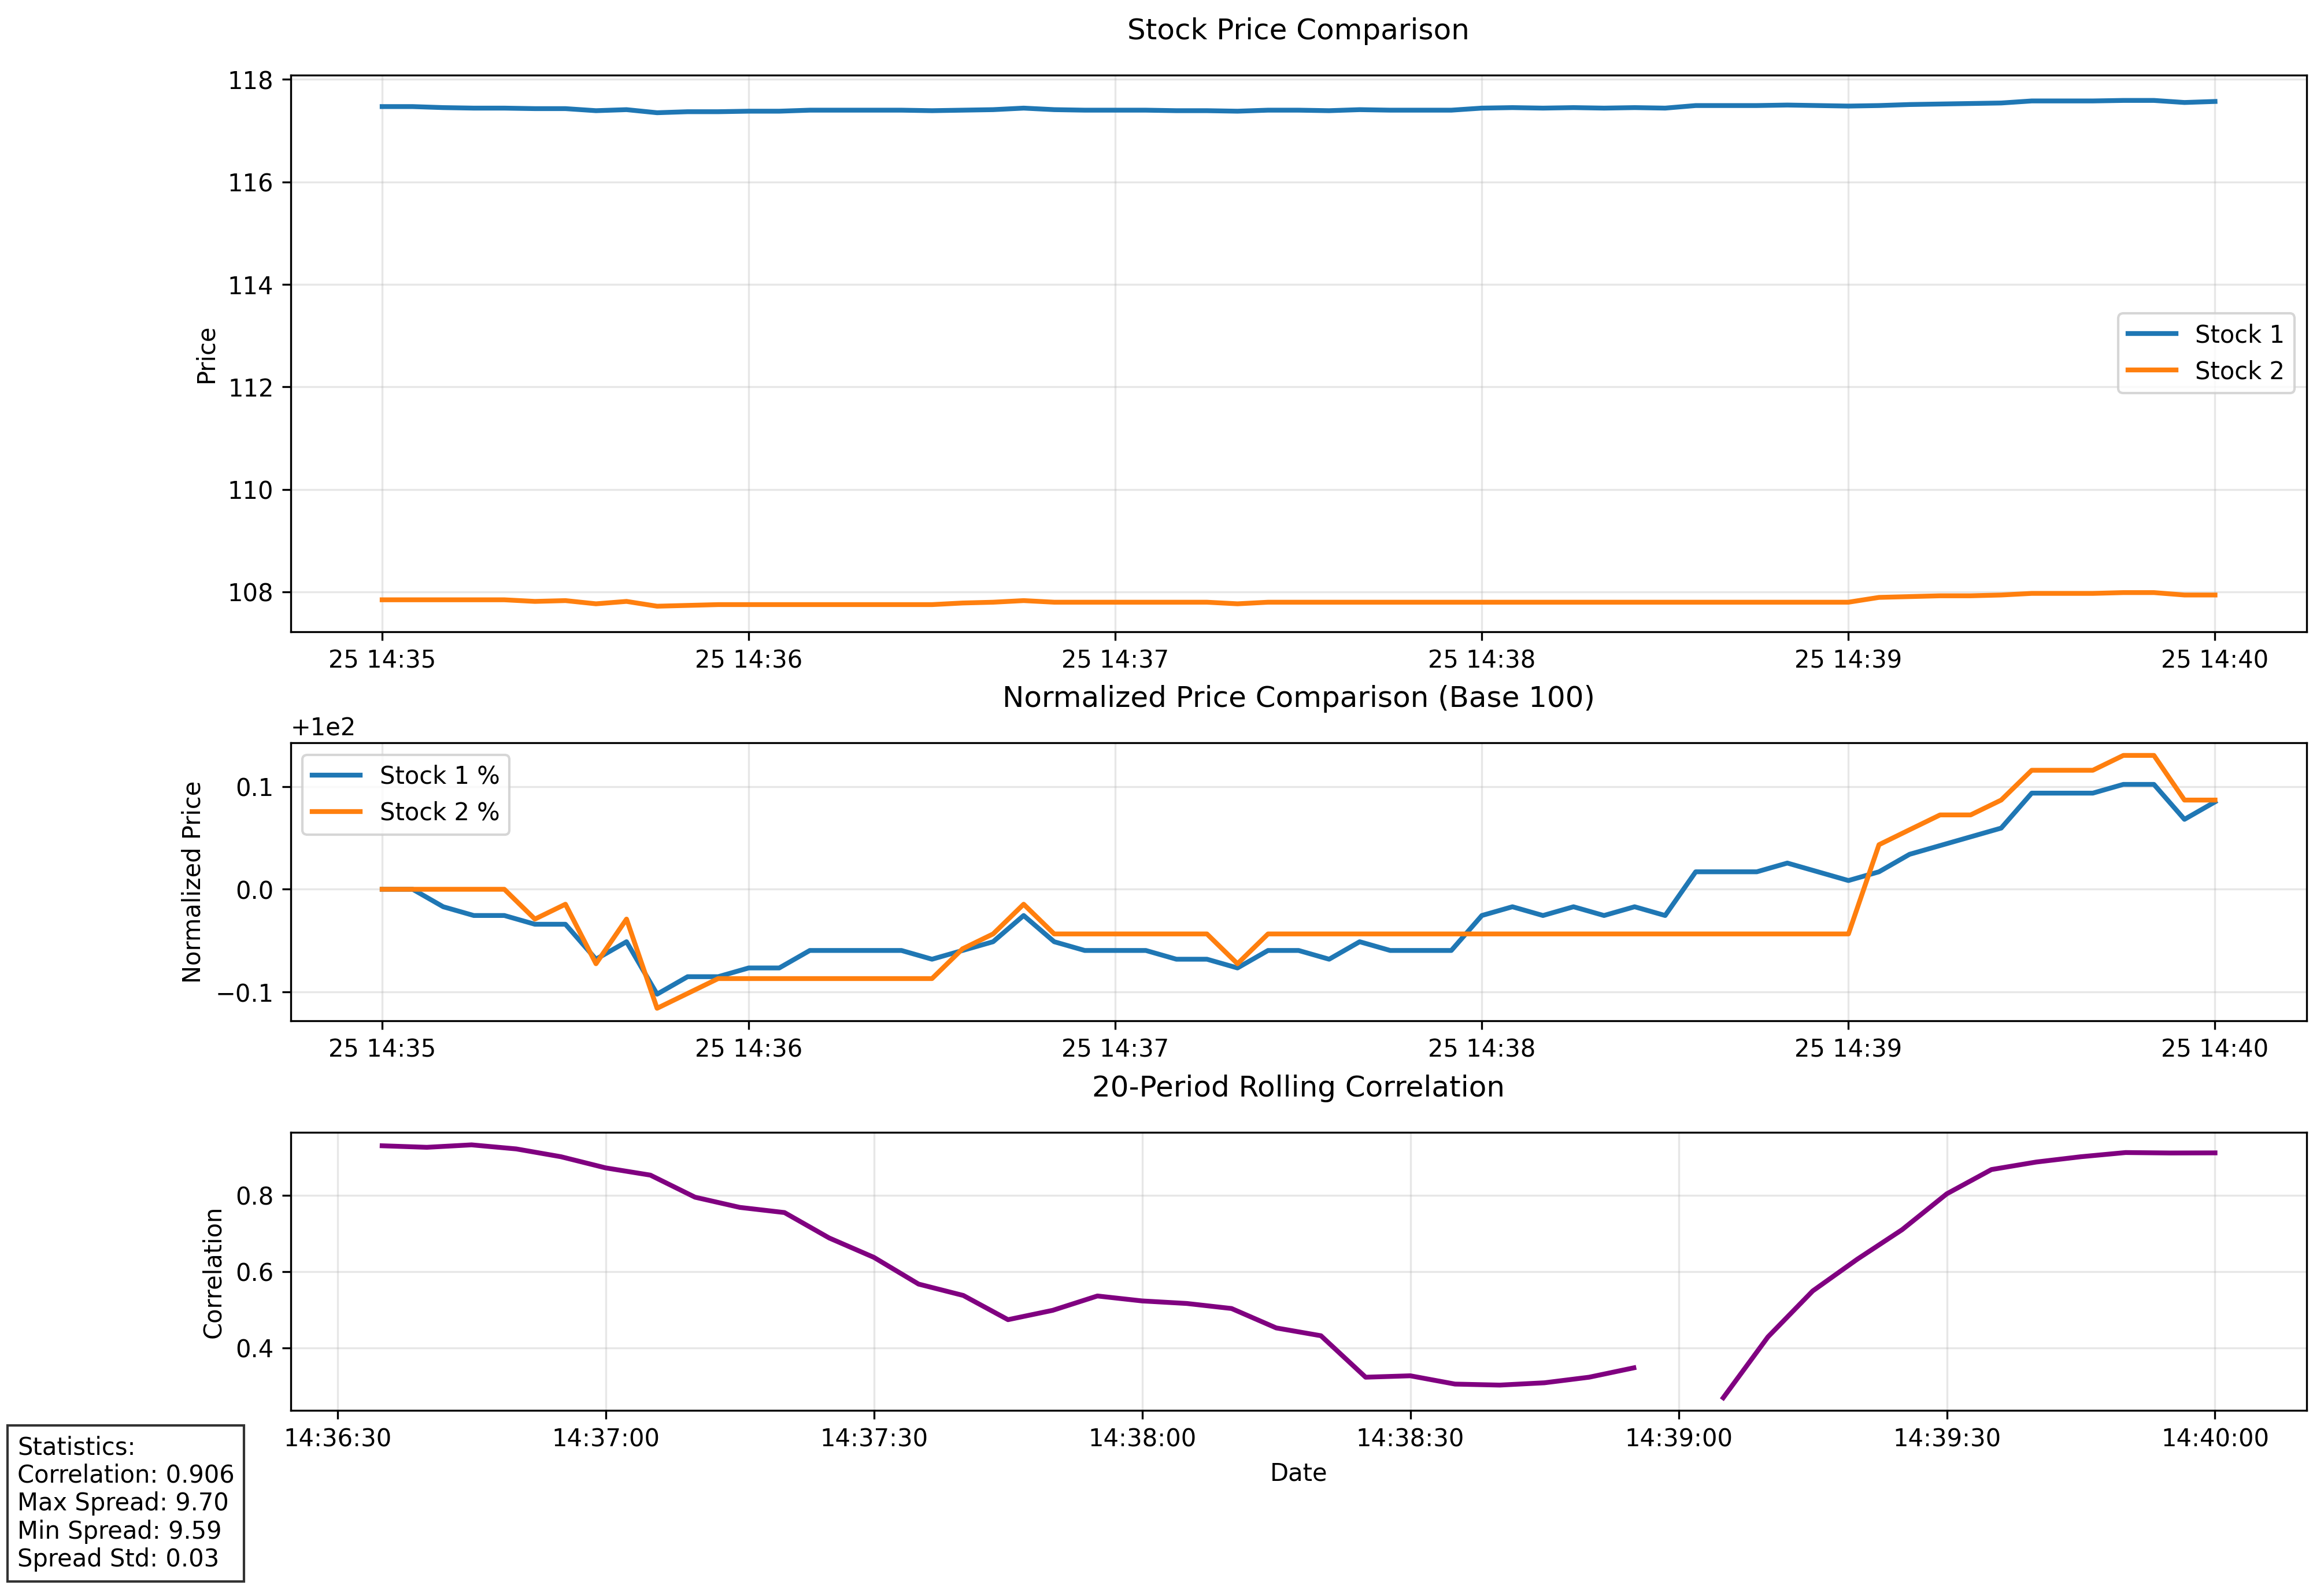 Stock Price Comparison
118
116
114
112
110
108
Price
Stock 1
Stock 2
25 14:35
25 14:36
25 14:37
25 14:38
25 14:39
25 14:40
Normalized Price Comparison (Base 100)
+1e2
0.1
0.0
−0.1
Normalized Price
Stock 1 %
Stock 2 %
25 14:35
25 14:36
25 14:37
25 14:38
25 14:39
25 14:40
20-Period Rolling Correlation
0.8
0.6
0.4
Correlation
14:36:30
14:37:00
14:37:30
14:38:00
14:38:30
14:39:00
14:39:30
14:40:00
Date
Statistics:
Correlation: 0.906
Max Spread: 9.70
Min Spread: 9.59
Spread Std: 0.03